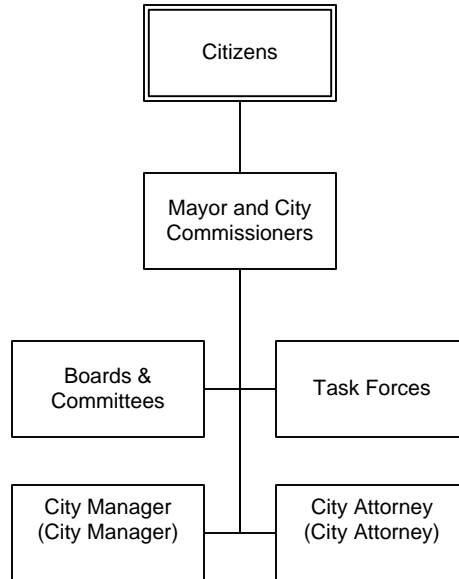 Citizens
Mayor and City
Commissioners
Boards &
Committees
Task Forces
City Manager
(City Manager)
City Attorney
(City Attorney)